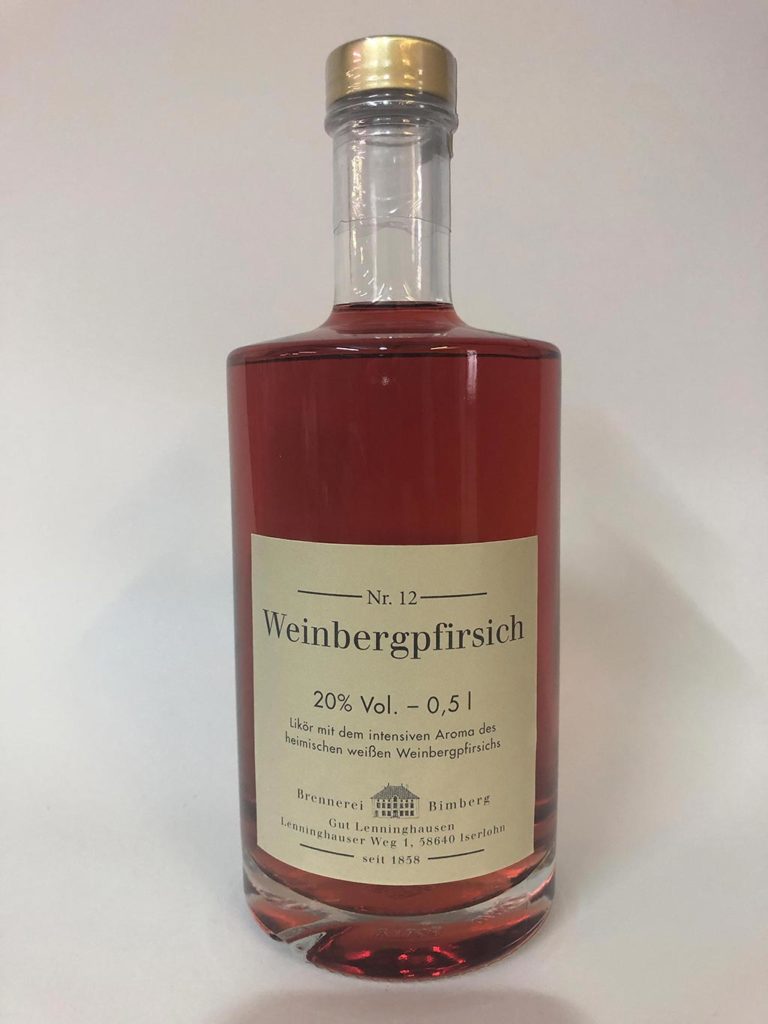 Nr. 12
Weinbergpfirsich
20% Vol. – 0,5 l
Likör mit dem intensiven Aroma des
heimischen weißen Weinbergpfirsichs
Brennerei Bimberg
Gut Lenninghausen
Lenninghauser Weg 1, 58640 Iserlohn
seit 1858